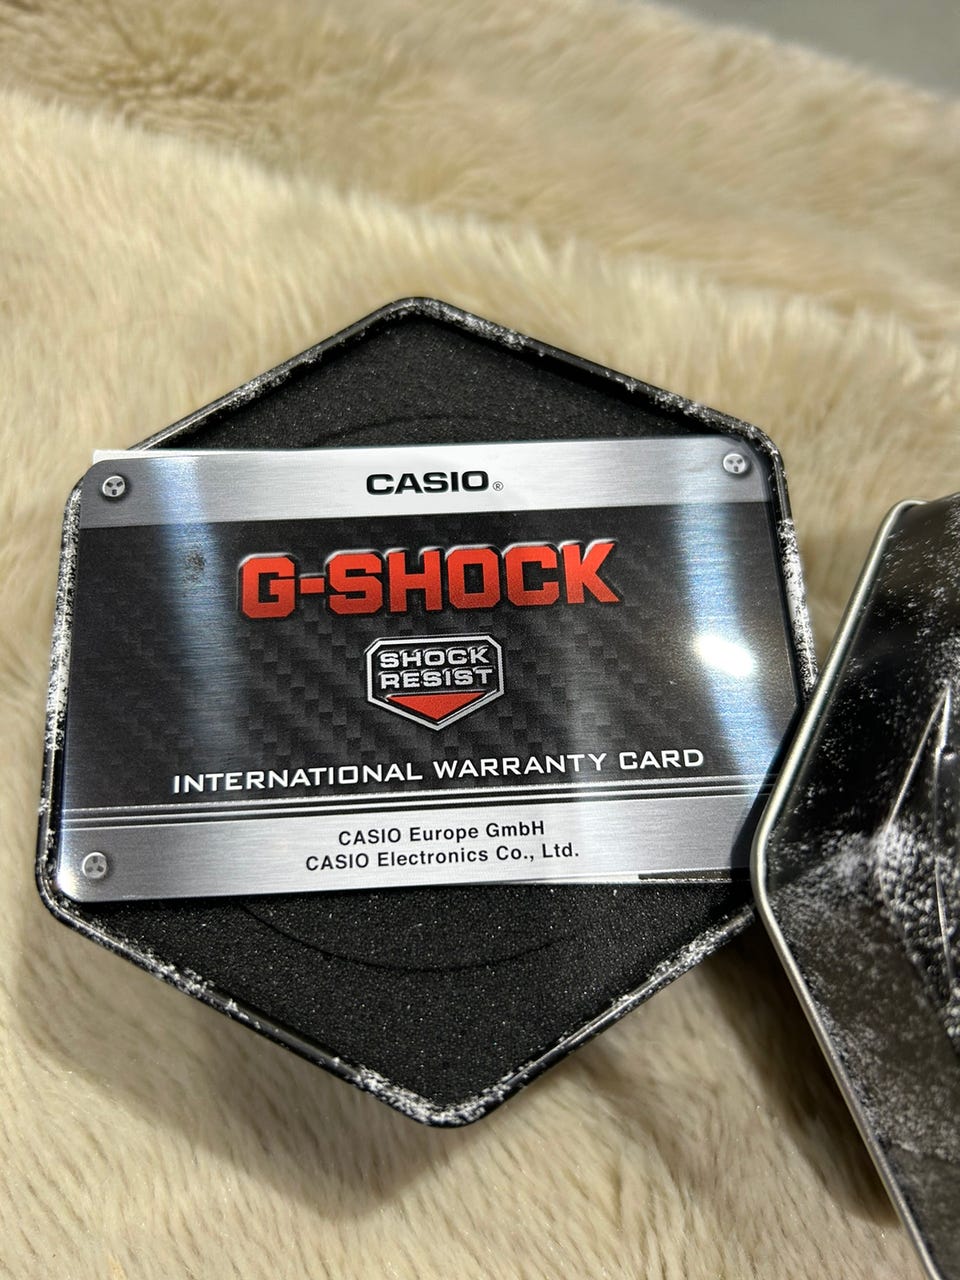 CASIO®
G-SHOCK
SHOCK
RESIST
INTERNATIONAL WARRANTY CARD
CASIO Europe GmbH
CASIO Electronics Co., Ltd.